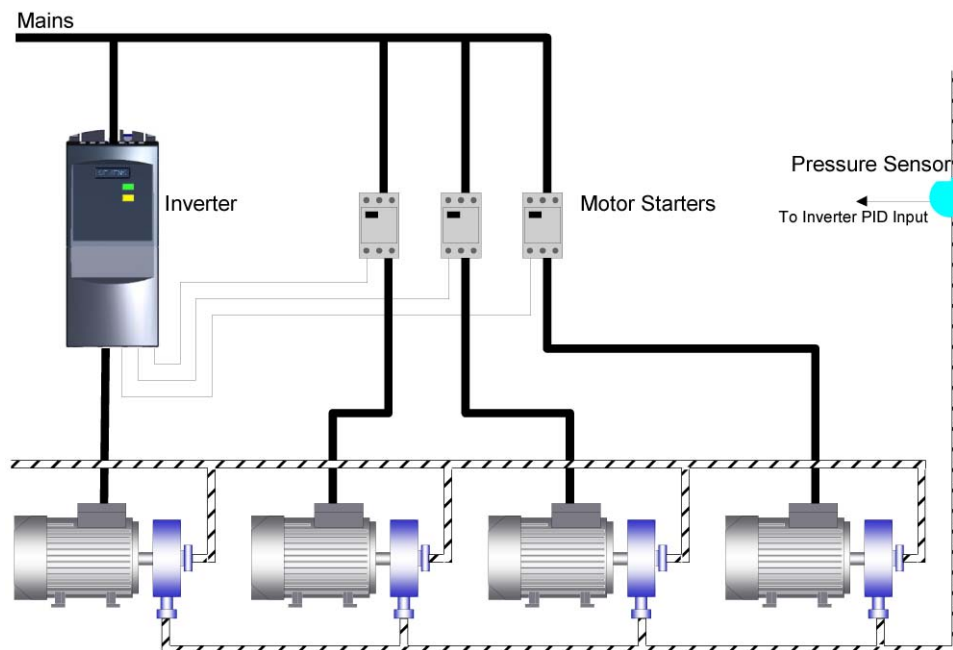 Mains
Pressure Sensor
To Inverter PID Input
Inverter
Motor Starters